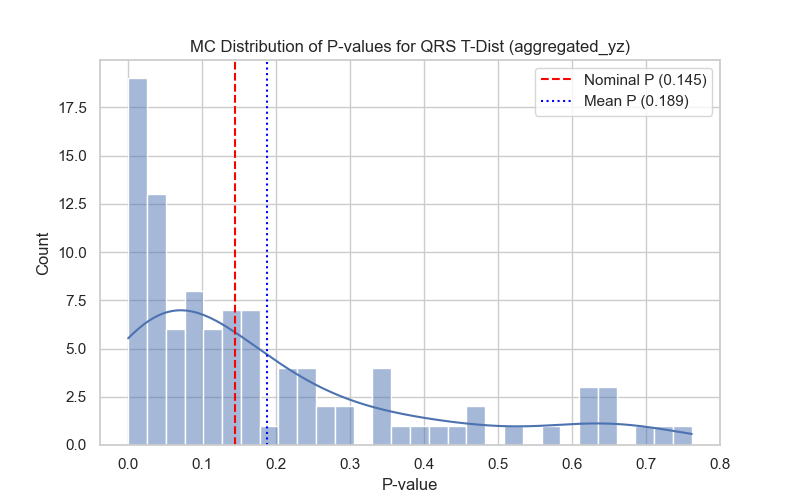 MC Distribution of P-values for QRS T-Dist (aggregated_yz)
Nominal P (0.145)
Mean P (0.189)
17.5
15.0
12.5
10.0
7.5
5.0
2.5
0.0
Count
0.0 0.1 0.2 0.3 0.4 0.5 0.6 0.7 0.8
P-value